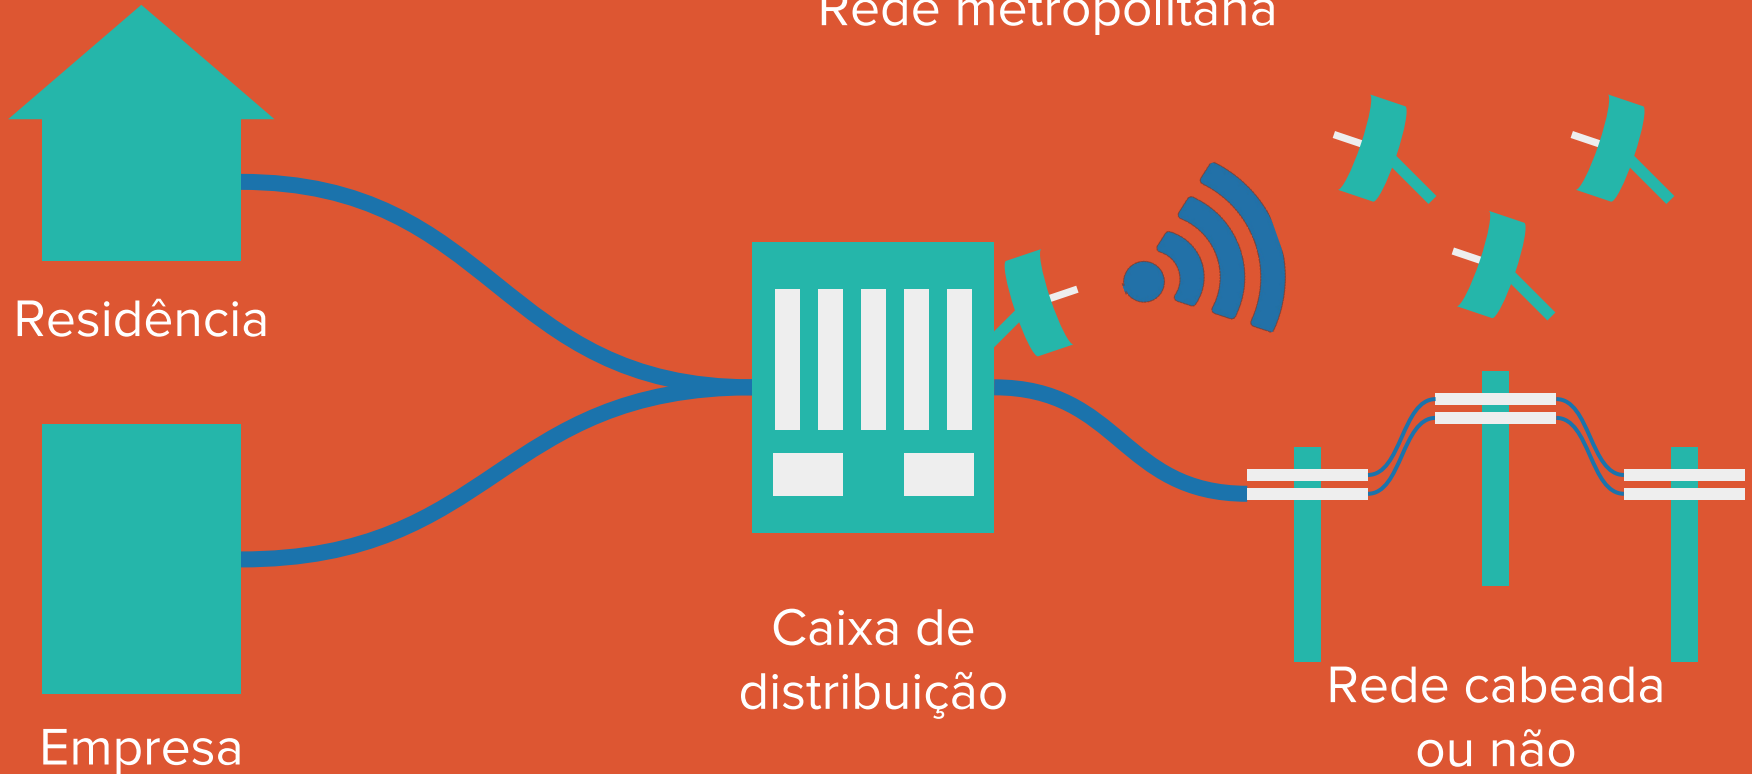 Rede metropolitana
Residência
Caixa de
distribuição
Rede cabeada
ou não
Empresa